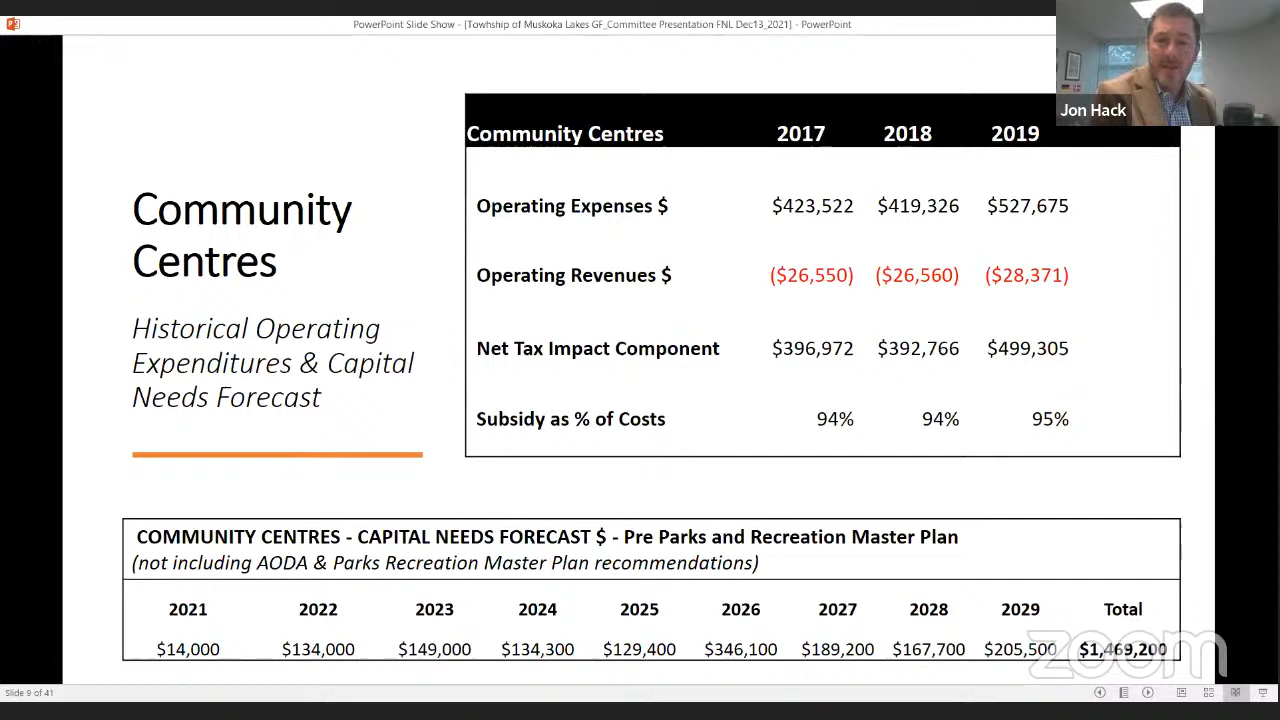 PowerPoint Slide Show - [Towhship of Muskoka Lakes GF_Committee Presentation FNL Dec13_2021] - PowerPoint
Jon Hack
Community
Centres
Historical Operating
Expenditures & Capital
Needs Forecast
Community Centres 2017 2018 2019
Operating Expenses $ $423,522 $419,326 $527,675
Operating Revenues $ ($26,550) ($26,560) ($28,371)
Net Tax Impact Component $396,972 $392,766 $499,305
Subsidy as % of Costs 94% 94% 95%
COMMUNITY CENTRES - CAPITAL NEEDS FORECAST $ - Pre Parks and Recreation Master Plan
(not including AODA & Parks Recreation Master Plan recommendations)
2021 2022 2023 2024 2025 2026 2027 2028 2029 Total
$14,000 $134,000 $149,000 $134,300 $129,400 $346,100 $189,200 $167,700 $205,500 $1,469,200
zoom
Slide 9 of 41